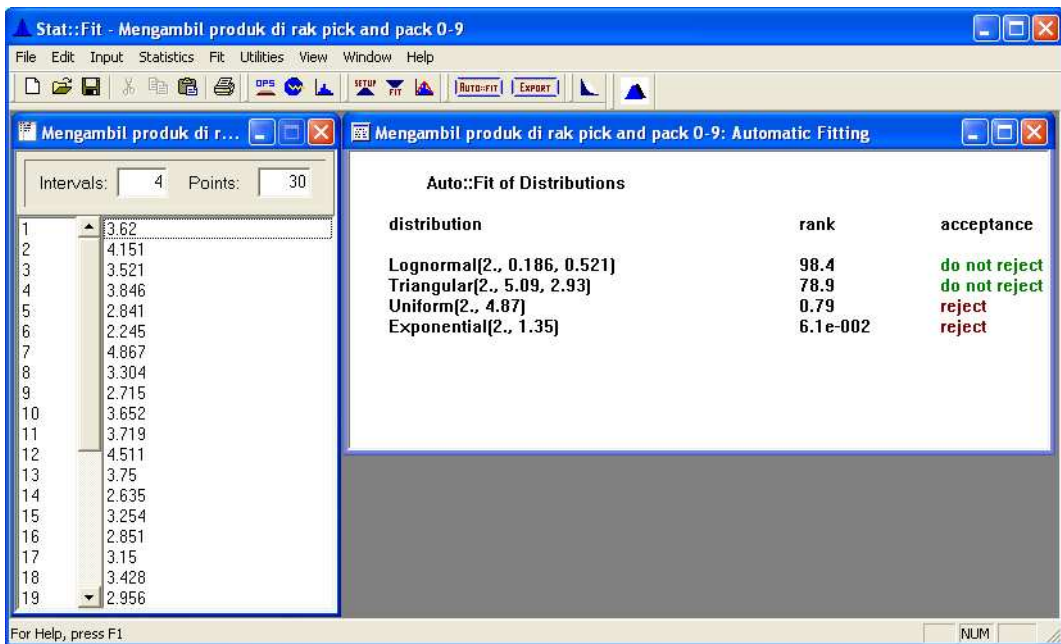 Stat::Fit - Mengambil produk di rak pick and pack 0-9
File Edit Input Statistics Fit Utilities View Window Help
OPS SETUP FIT AUTO::FIT EXPORT
Mengambil produk di r...
Intervals: 4 Points: 30
1 3.62
2 4.151
3 3.521
4 3.846
5 2.841
6 2.245
7 4.867
8 3.304
9 2.715
10 3.652
11 3.719
12 4.511
13 3.75
14 2.635
15 3.254
16 2.851
17 3.15
18 3.428
19 2.956
Mengambil produk di rak pick and pack 0-9: Automatic Fitting
Auto::Fit of Distributions
distribution rank acceptance
Lognormal(2., 0.186, 0.521) 98.4 do not reject
Triangular(2., 5.09, 2.93) 78.9 do not reject
Uniform(2., 4.87) 0.79 reject
Exponential(2., 1.35) 6.1e-002 reject
For Help, press F1 NUM